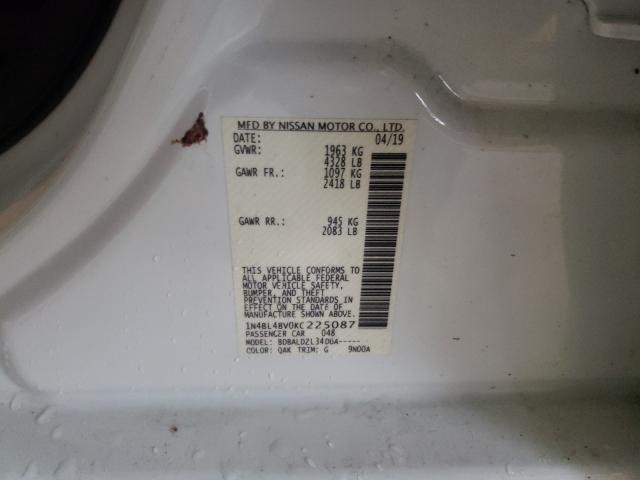 MFD BY NISSAN MOTOR CO., LTD.
DATE: 04/19
GVWR: 1963 KG
4328 LB
GAWR FR.: 1097 KG
2418 LB
GAWR RR.: 945 KG
2083 LB
THIS VEHICLE CONFORMS TO
ALL APPLICABLE FEDERAL
MOTOR VEHICLE SAFETY,
BUMPER, AND THEFT
PREVENTION STANDARDS IN
EFFECT ON THE DATE OF
MANUFACTURE SHOWN ABOVE.
1N4BL4BV0KC225087
PASSENGER CAR 048
MODEL: BDBALDZL34DDA-----
COLOR: QAK TRIM: G 9N00A